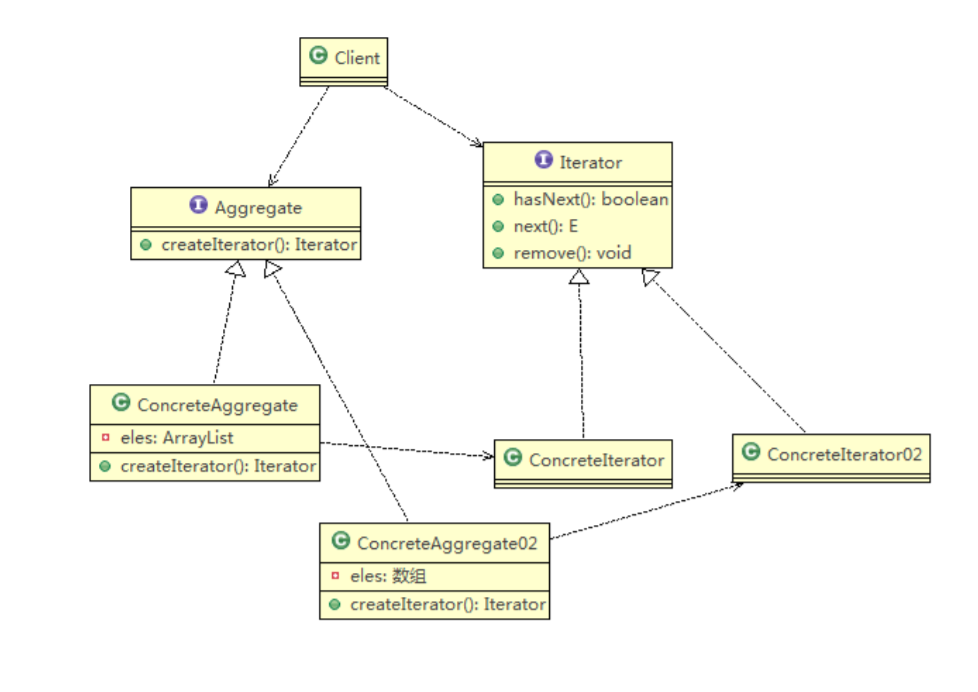 Client
Iterator
hasNext(): boolean
next(): E
remove(): void
Aggregate
createIterator(): Iterator
ConcreteAggregate
eles: ArrayList
createIterator(): Iterator
ConcreteIterator
ConcreteIterator02
ConcreteAggregate02
eles: 数组
createIterator(): Iterator